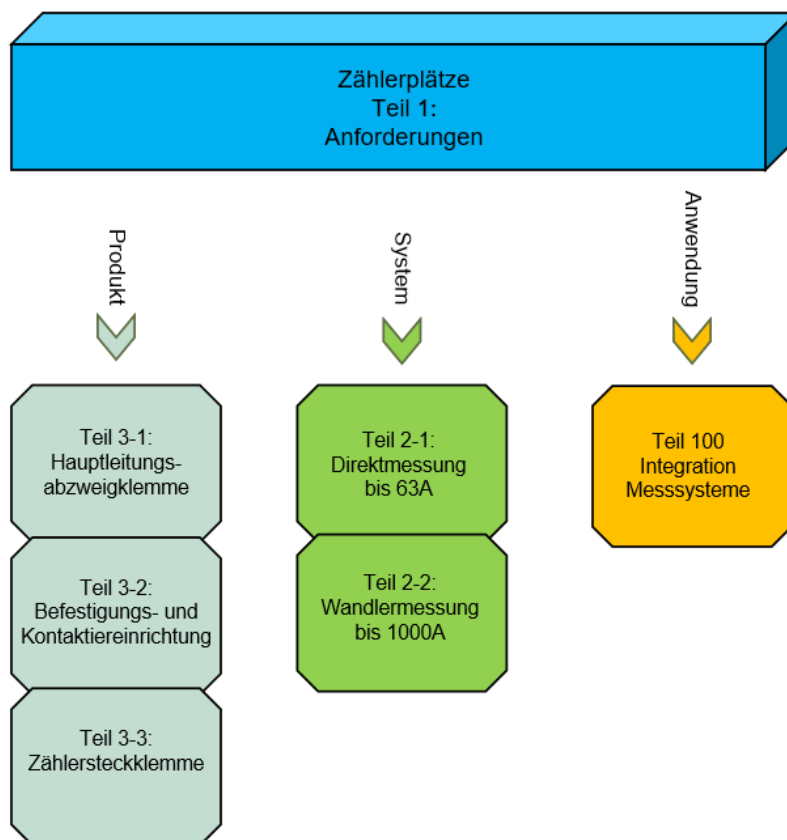 Zählerplätze
Teil 1:
Anforderungen
Produkt
System
Anwendung
Teil 3-1:
Hauptleitungs-
abzweigklemme
Teil 3-2:
Befestigungs- und
Kontaktiereinrichtung
Teil 3-3:
Zählersteckklemme
Teil 2-1:
Direktmessung
bis 63A
Teil 2-2:
Wandlermessung
bis 1000A
Teil 100
Integration
Messsysteme